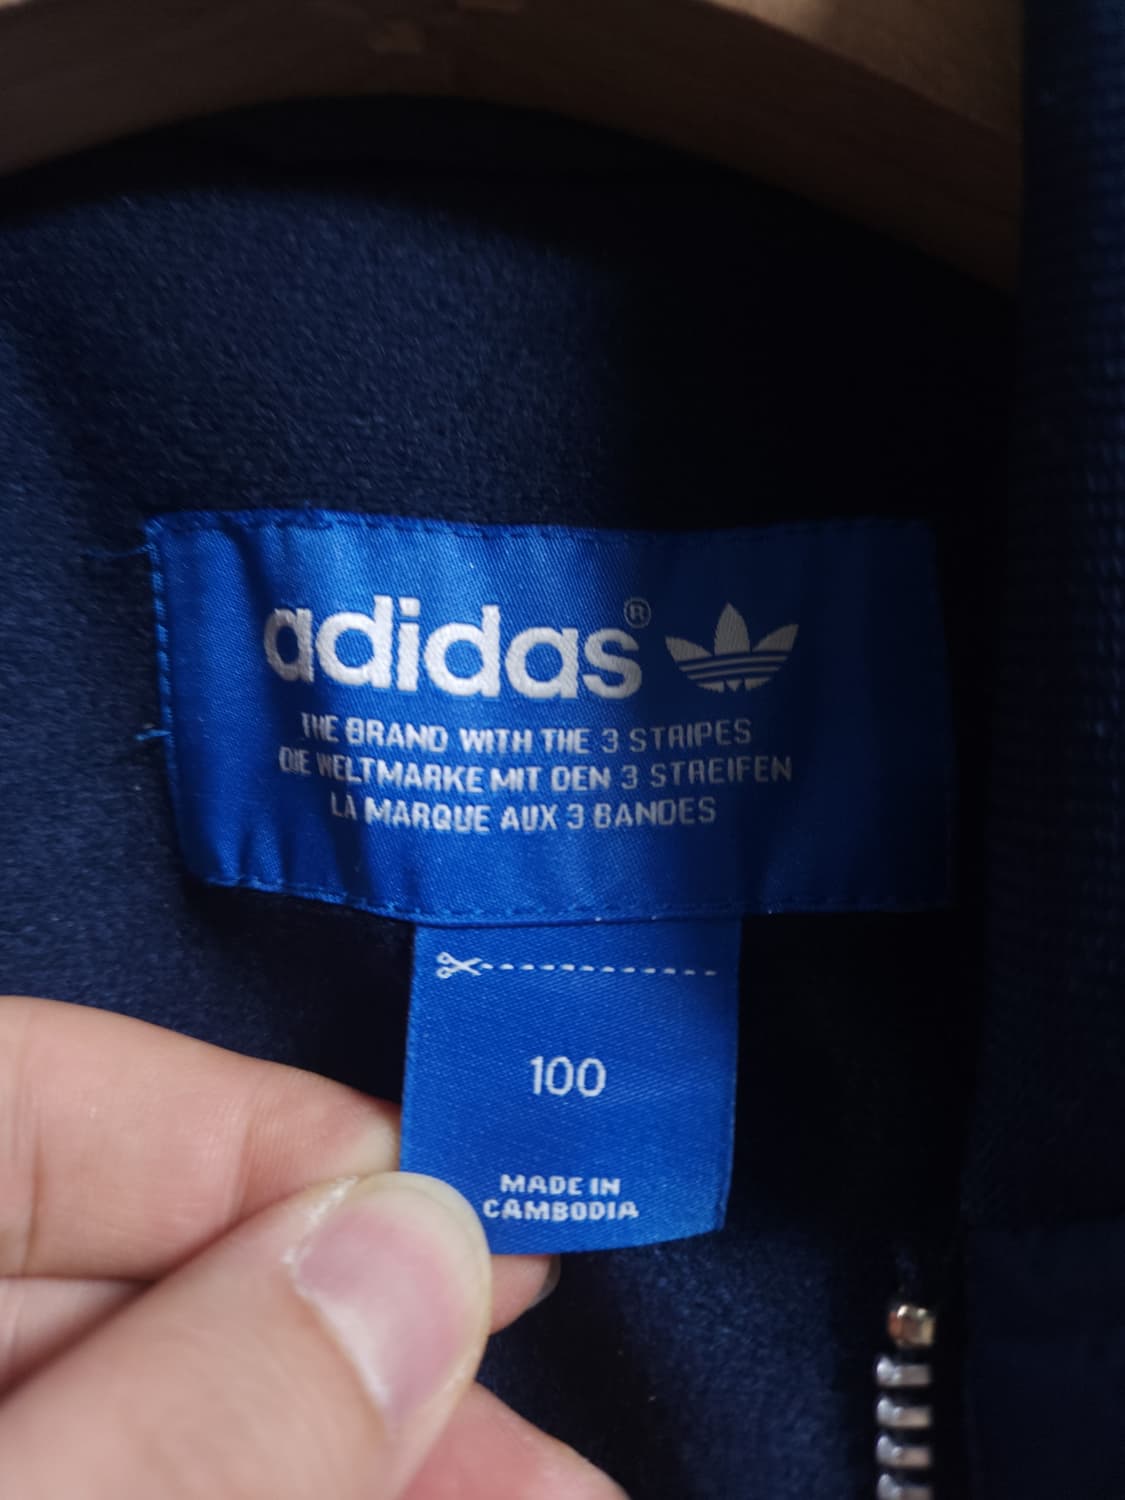 adidas®
THE BRAND WITH THE 3 STRIPES
DIE WELTMARKE MIT DEN 3 STREIFEN
LA MARQUE AUX 3 BANDES
100
MADE IN
CAMBODIA